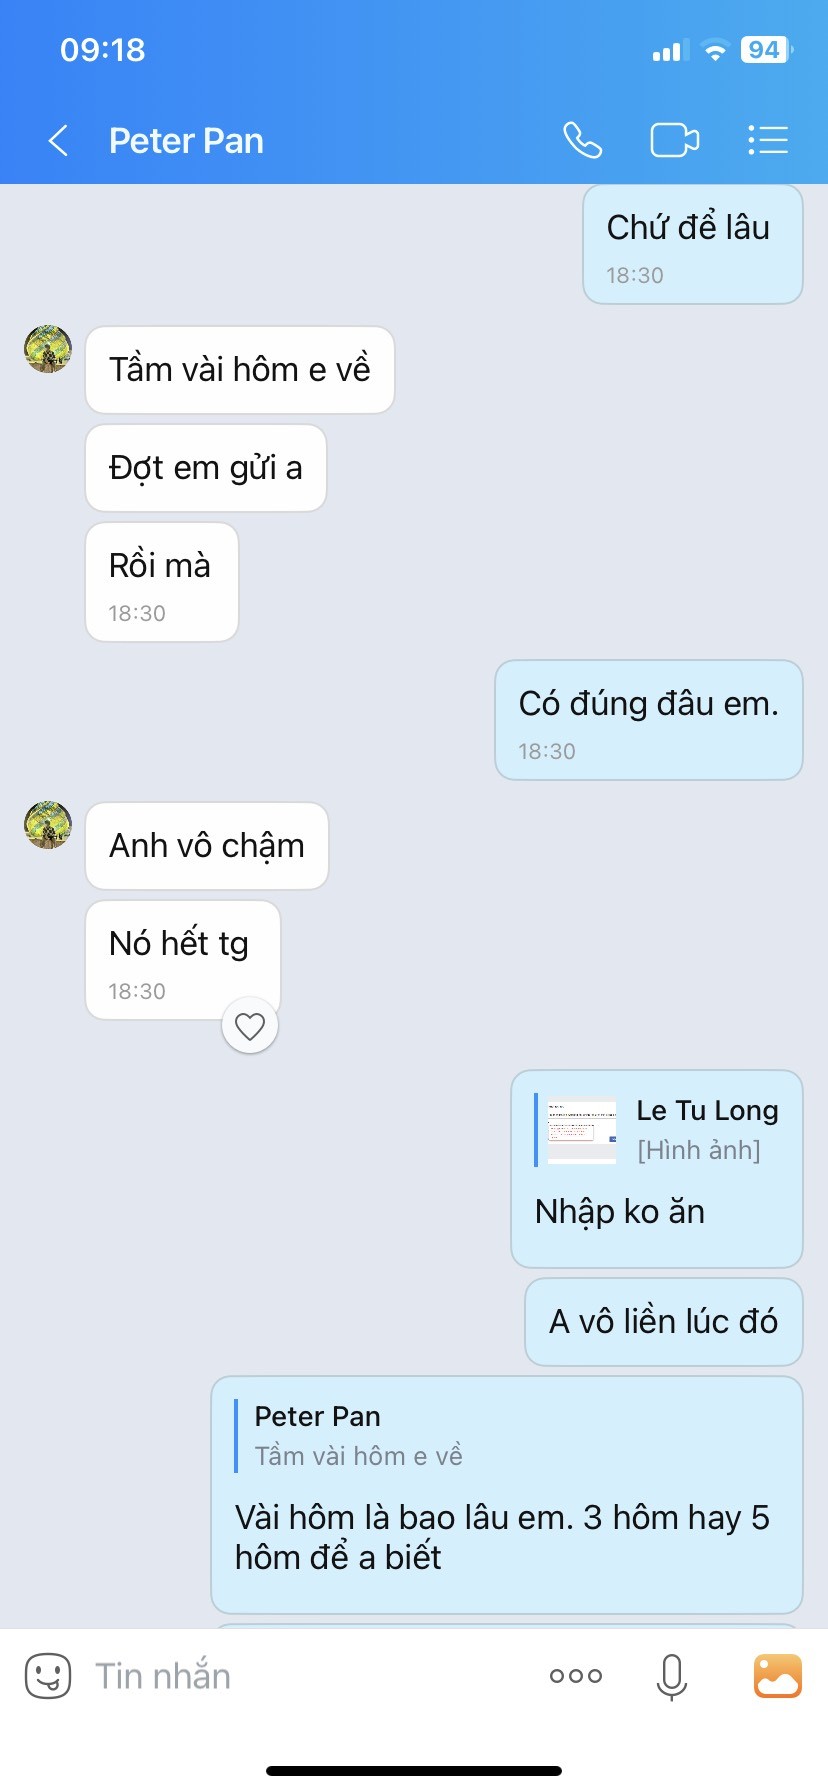 09:18
94
Peter Pan
Chứ để lâu
18:30
Tầm vài hôm e về
Đợt em gửi a
Rồi mà
18:30
Có đúng đâu em.
18:30
Anh vô chậm
Nó hết tg
18:30
Le Tu Long
[Hình ảnh]
Nhập ko ăn
A vô liền lúc đó
Peter Pan
Tầm vài hôm e về
Vài hôm là bao lâu em. 3 hôm hay 5
hôm để a biết
Tin nhắn